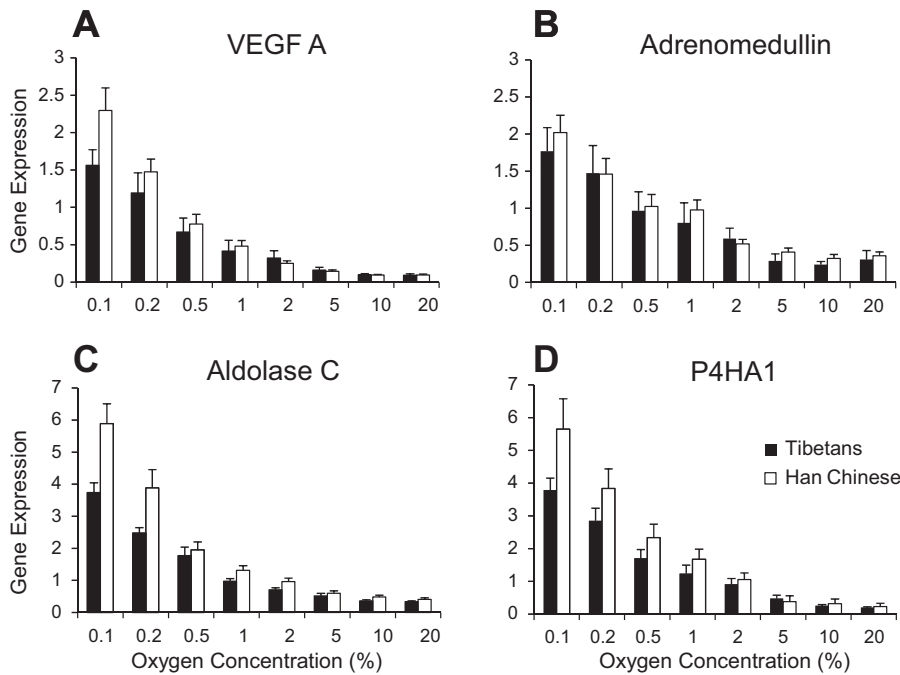 A
VEGF A
Gene Expression
3
2.5
2
1.5
1
0.5
0
0.1 0.2 0.5 1 2 5 10 20
B
Adrenomedullin
3
2.5
2
1.5
1
0.5
0
0.1 0.2 0.5 1 2 5 10 20
C
Aldolase C
Gene Expression
7
6
5
4
3
2
1
0
0.1 0.2 0.5 1 2 5 10 20
Oxygen Concentration (%)
D
P4HA1
7
6
5
4
3
2
1
0
Tibetans
Han Chinese
0.1 0.2 0.5 1 2 5 10 20
Oxygen Concentration (%)